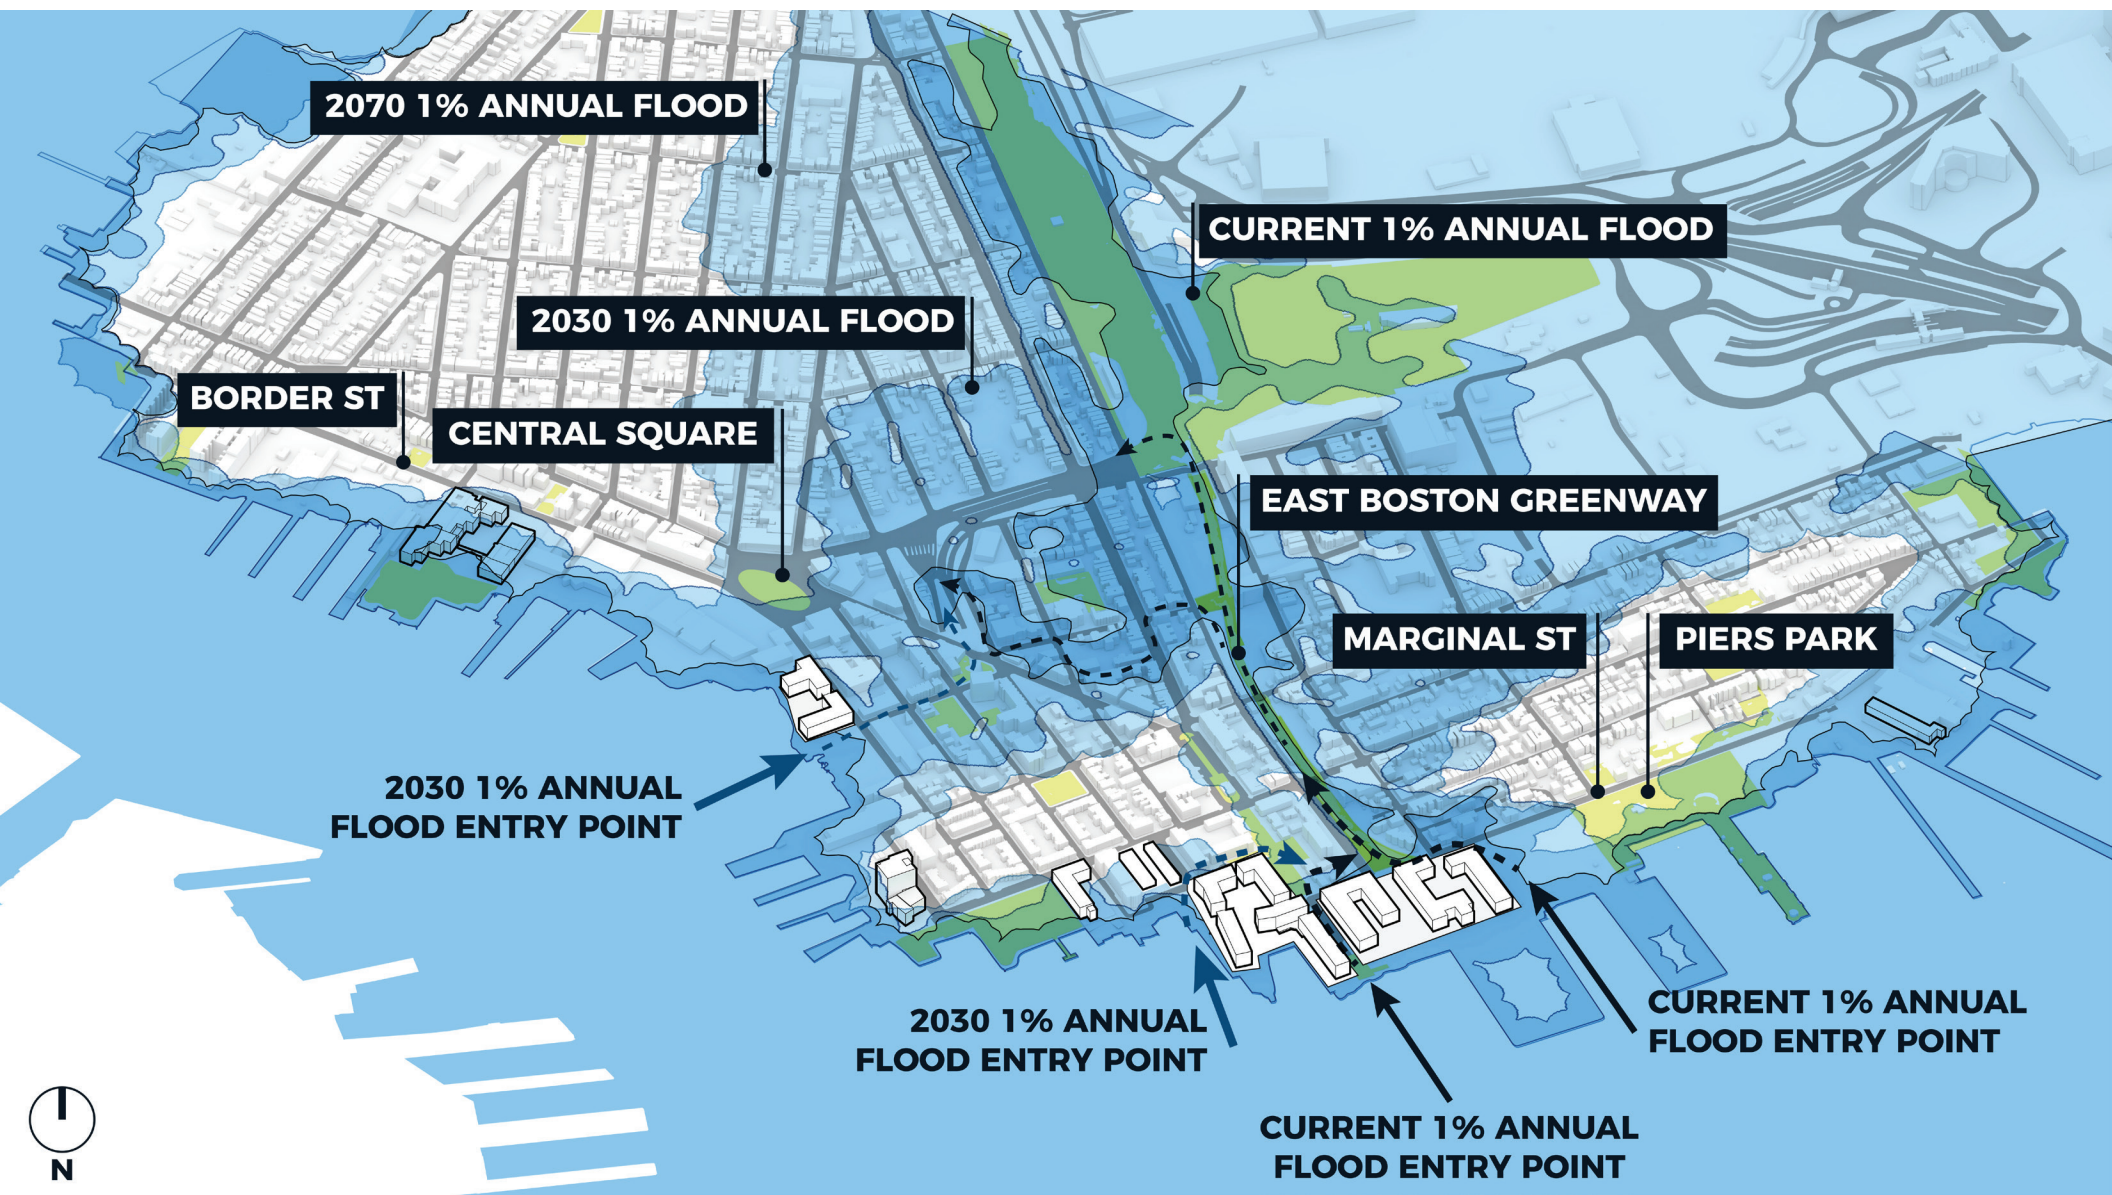 2070 1% ANNUAL FLOOD
CURRENT 1% ANNUAL FLOOD
2030 1% ANNUAL FLOOD
BORDER ST
CENTRAL SQUARE
EAST BOSTON GREENWAY
MARGINAL ST
PIERS PARK
2030 1% ANNUAL
FLOOD ENTRY POINT
2030 1% ANNUAL
FLOOD ENTRY POINT
CURRENT 1% ANNUAL
FLOOD ENTRY POINT
CURRENT 1% ANNUAL
FLOOD ENTRY POINT
N